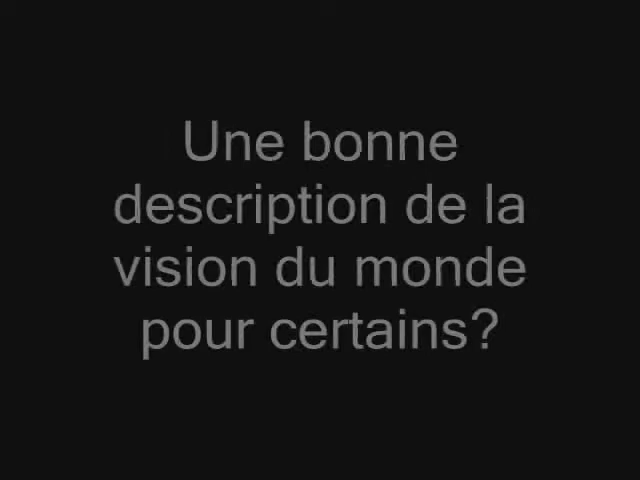 Une bonne
description de la
vision du monde
pour certains?